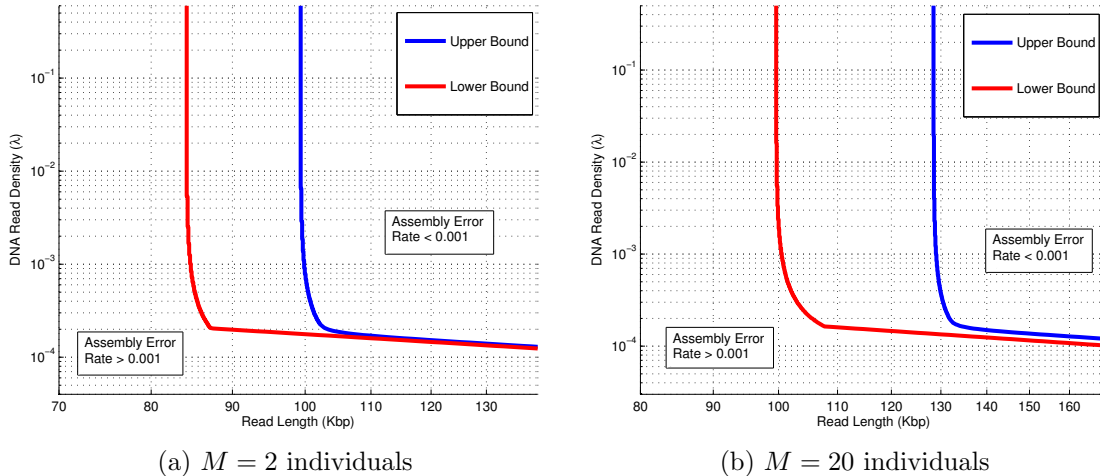 Upper Bound
Lower Bound
DNA Read Density (λ)
10⁻¹
10⁻²
10⁻³
10⁻⁴
Assembly Error
Rate < 0.001
Assembly Error
Rate > 0.001
70 80 90 100 110 120 130
Read Length (Kbp)
(a) M = 2 individuals
Upper Bound
Lower Bound
DNA Read Density (λ)
10⁻¹
10⁻²
10⁻³
10⁻⁴
Assembly Error
Rate < 0.001
Assembly Error
Rate > 0.001
80 90 100 110 120 130 140 150 160
Read Length (Kbp)
(b) M = 20 individuals